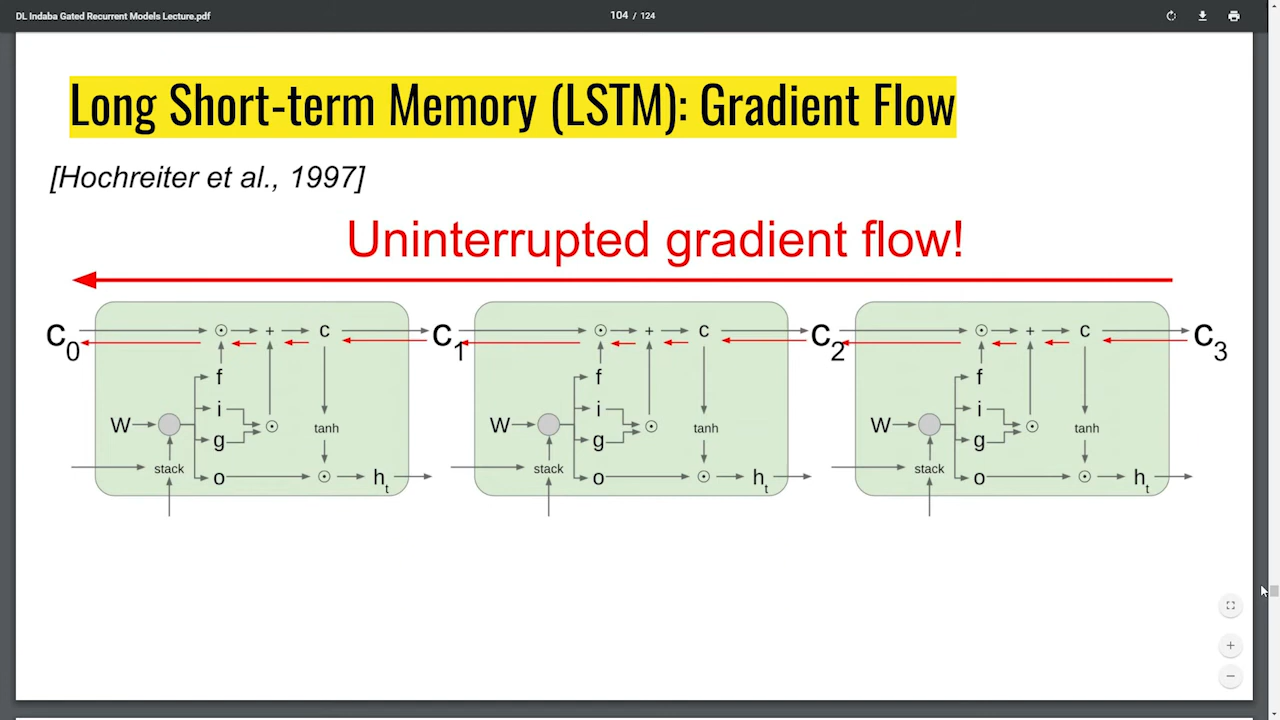 DL Indaba Gated Recurrent Models Lecture.pdf
104 / 124
Long Short-term Memory (LSTM): Gradient Flow
[Hochreiter et al., 1997]
Uninterrupted gradient flow!
C0 ⊙ + c C1 ⊙ + c C2 ⊙ + c C3
f f f
i i i
W g ⊙ tanh W g ⊙ tanh W g ⊙ tanh
stack stack stack
o ⊙ ht o ⊙ ht o ⊙ ht